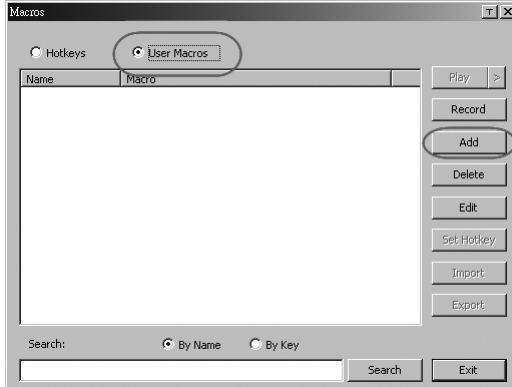 Macros
T X
Hotkeys User Macros
Name Macro
Play >
Record
Add
Delete
Edit
Set Hotkey
Import
Export
Search: By Name By Key
Search Exit